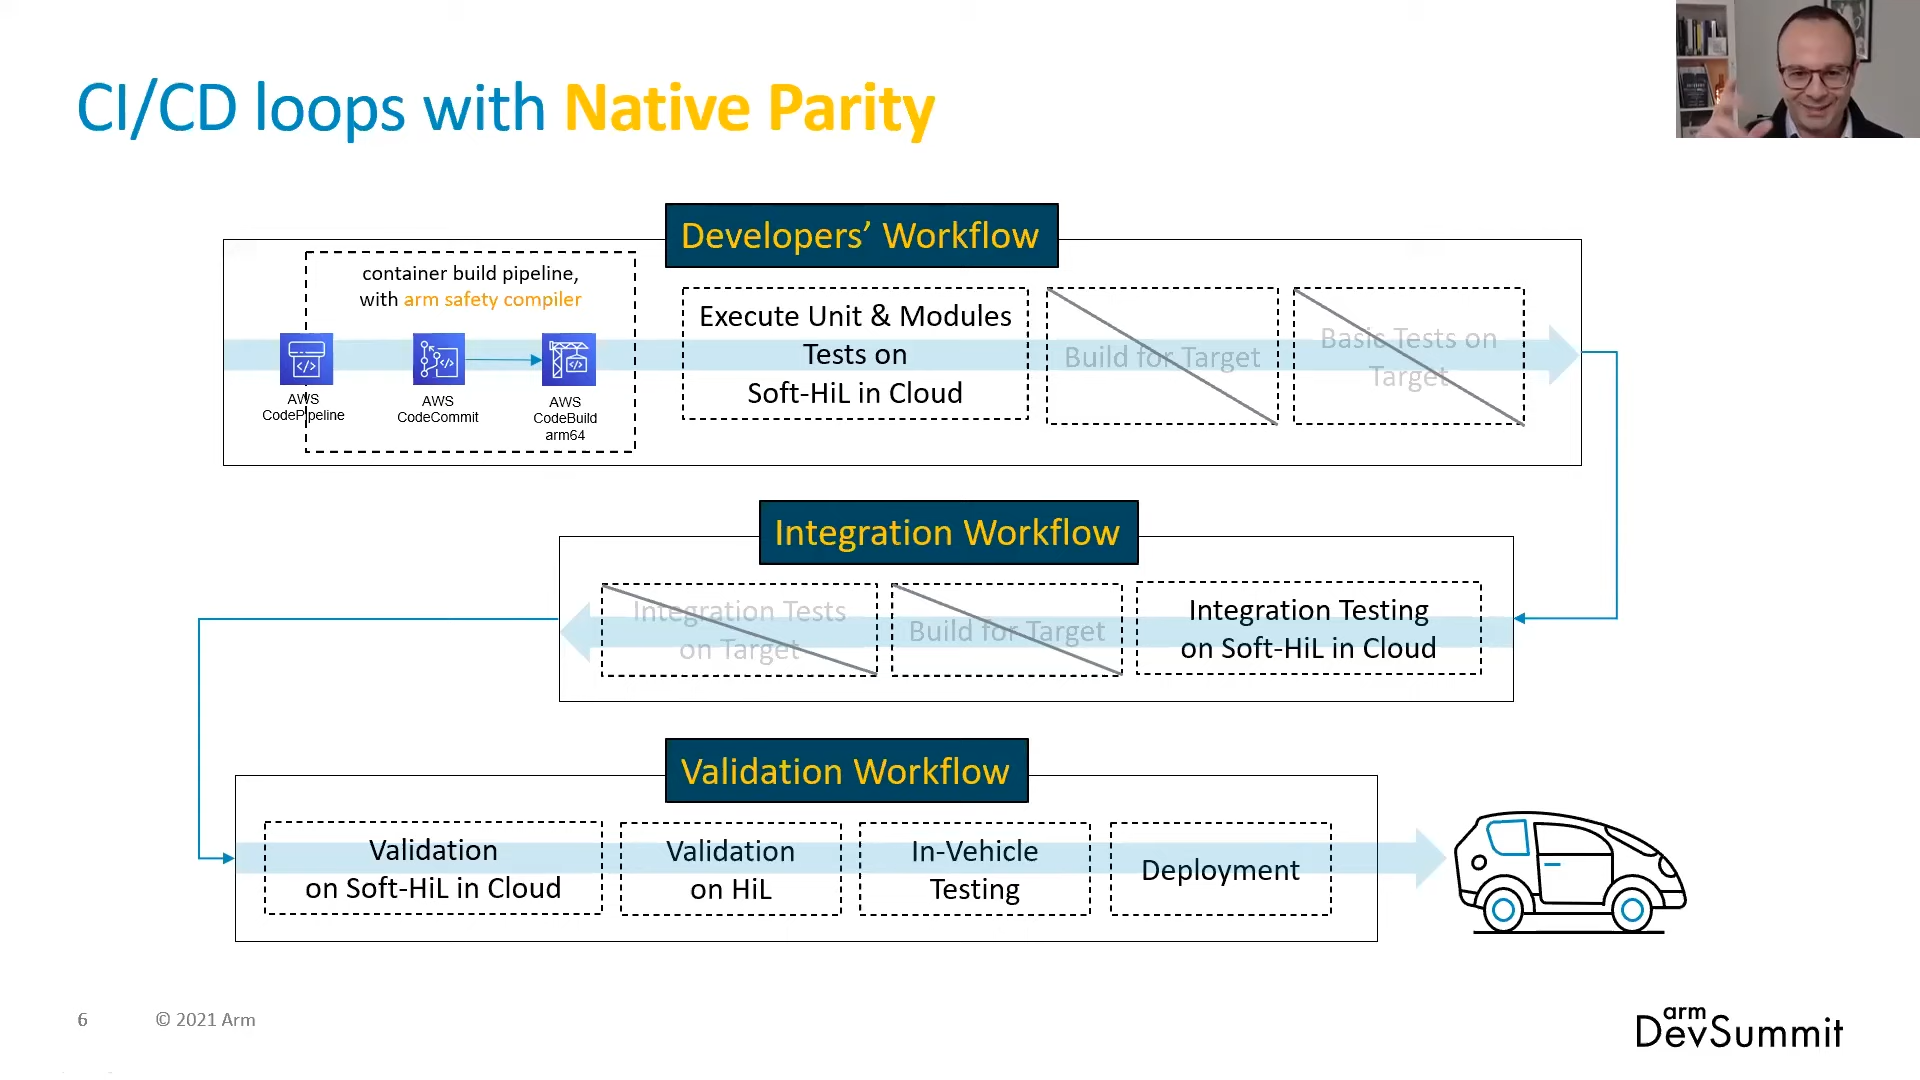 CI/CD loops with Native Parity
Developers’ Workflow
container build pipeline,
with arm safety compiler
AWS
CodePipeline
AWS
CodeCommit
AWS
CodeBuild
arm64
Execute Unit & Modules
Tests on
Soft-HiL in Cloud
Build for Target
Basic Tests on
Target
Integration Workflow
Integration Tests
on Target
Build for Target
Integration Testing
on Soft-HiL in Cloud
Validation Workflow
Validation
on Soft-HiL in Cloud
Validation
on HiL
In-Vehicle
Testing
Deployment
6
© 2021 Arm
arm
DevSummit